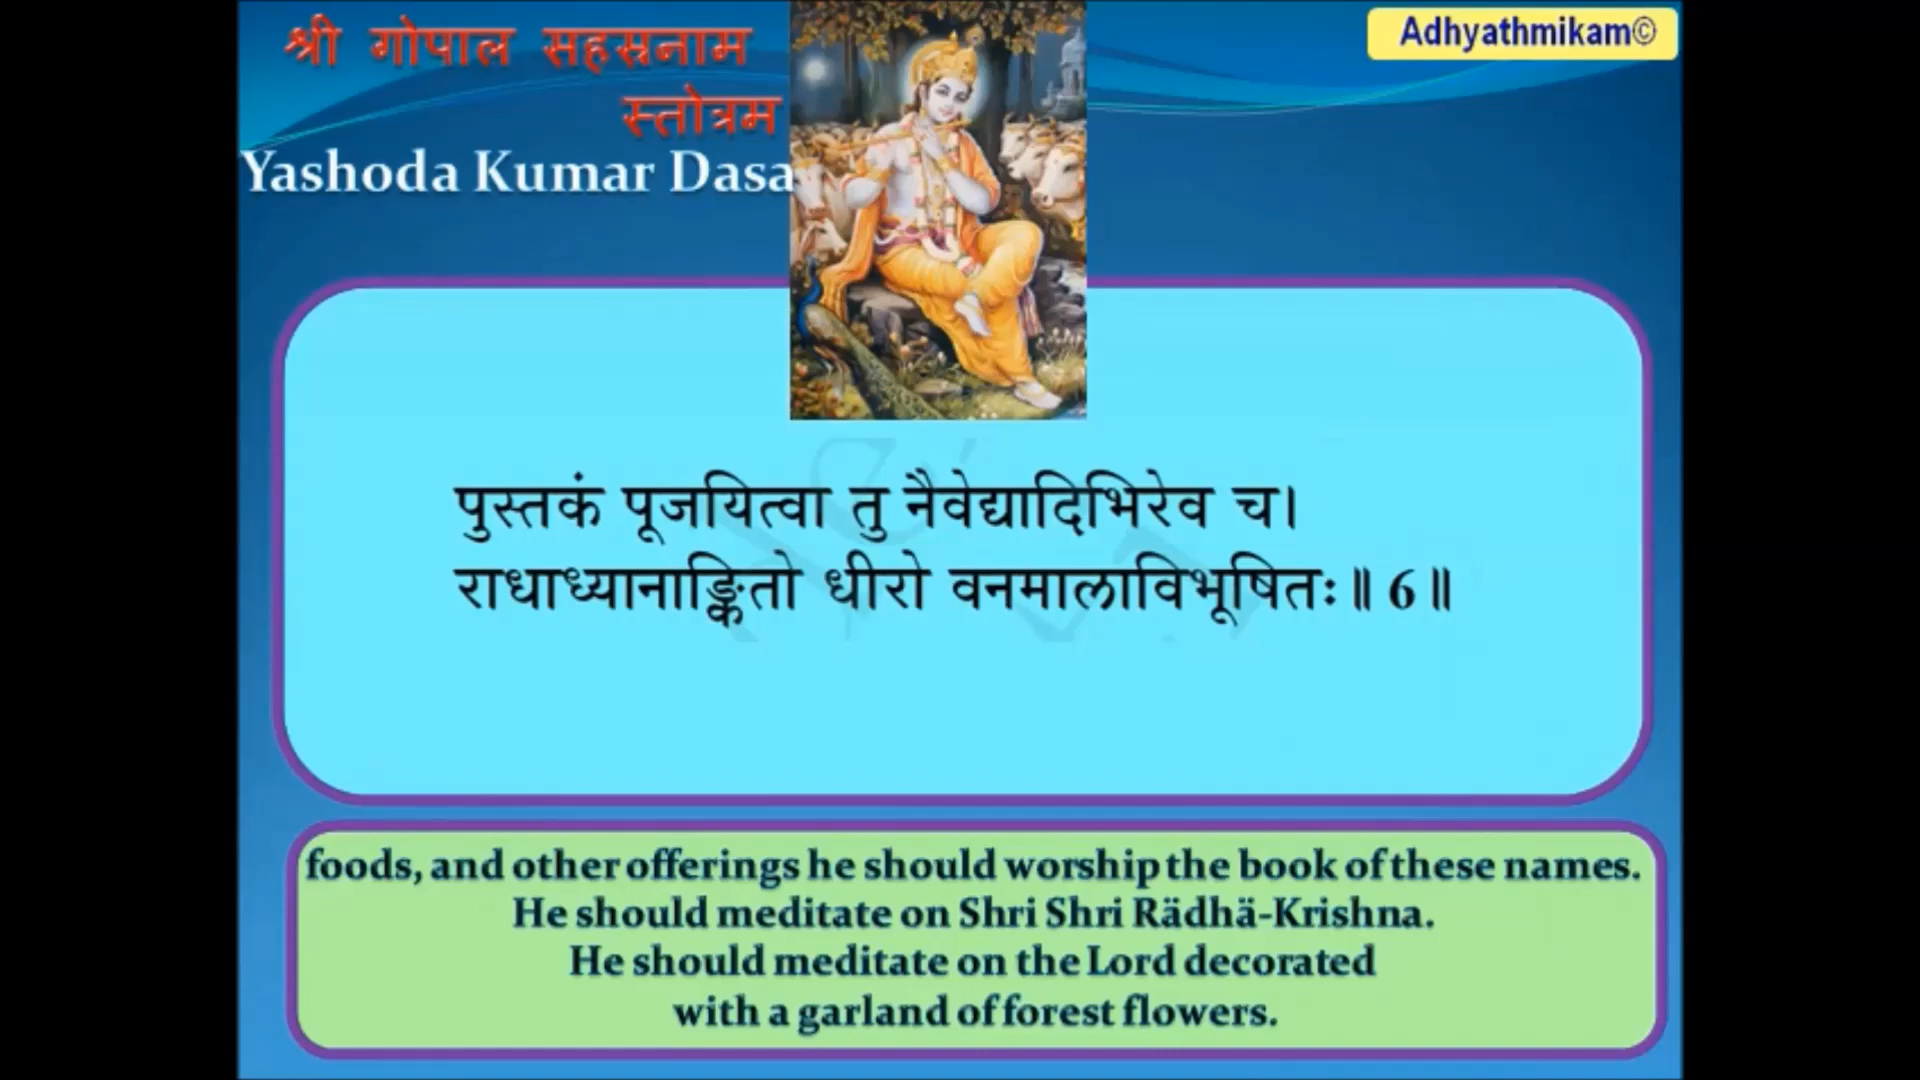 श्री गोपाल सहस्रनाम
स्तोत्रम
Yashoda Kumar Dasa
Adhyathmikam©
पुस्तकं पूजयित्वा तु नैवेद्यादिभिरेव च।
राधाध्यानाङ्कितो धीरो वनमालाविभूषितः॥ 6॥
foods, and other offerings he should worship the book of these names.
He should meditate on Shri Shri Rädhä-Krishna.
He should meditate on the Lord decorated
with a garland of forest flowers.